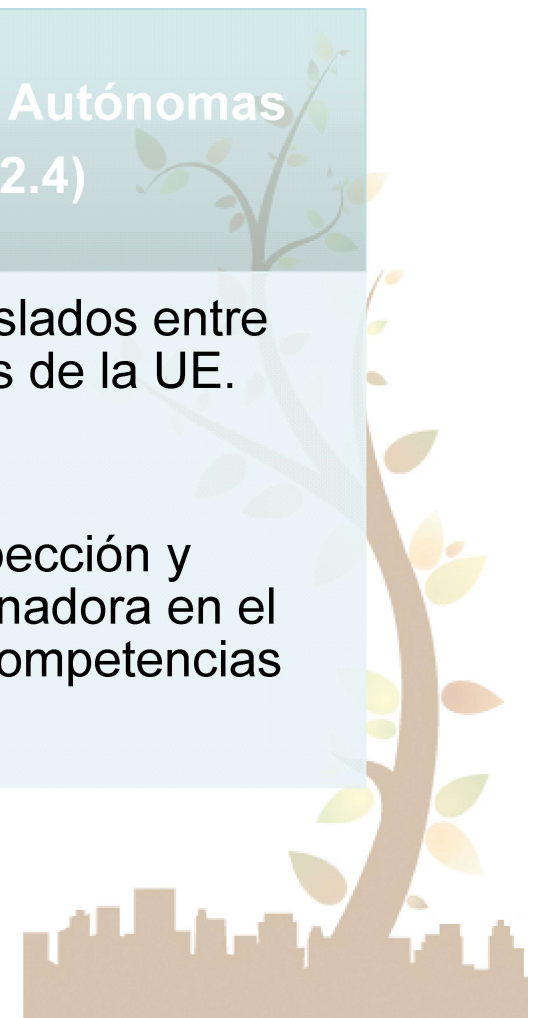 Autónomas
2.4)
slados entre
s de la UE.
pección y
nadora en el
ompetencias